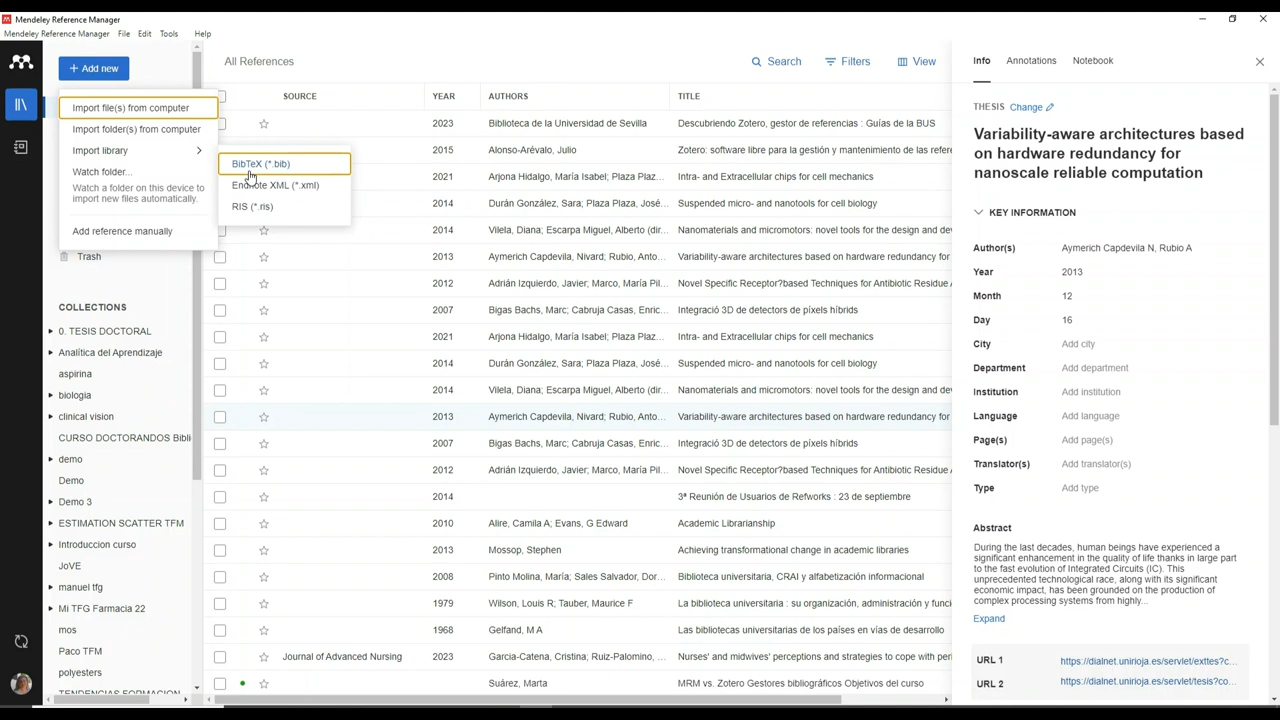 Mendeley Reference Manager
Mendeley Reference Manager File Edit Tools Help
+ Add new
Import file(s) from computer
Import folder(s) from computer
Import library
Watch folder...
Watch a folder on this device to
import new files automatically.
Add reference manually
BibTeX (*.bib)
Endnote XML (*.xml)
RIS (*.ris)
Trash
COLLECTIONS
0. TESIS DOCTORAL
Analítica del Aprendizaje
aspirina
biologia
clinical vision
CURSO DOCTORANDOS Bibli
demo
Demo
Demo 3
ESTIMATION SCATTER TFM
Introduccion curso
JoVE
manuel tfg
Mi TFG Farmacia 22
mos
Paco TFM
polyesters
TENDENCIAS FORMACION
All References
Search Filters View
SOURCE YEAR AUTHORS TITLE
2023 Biblioteca de la Universidad de Sevilla Descubriendo Zotero, gestor de referencias : Guías de la BUS
2015 Alonso-Arévalo, Julio Zotero: software libre para la gestión y mantenimiento de las refere
2021 Arjona Hidalgo, María Isabel; Plaza Plaz... Intra- and Extracellular chips for cell mechanics
2014 Durán González, Sara; Plaza Plaza, José... Suspended micro- and nanotools for cell biology
2014 Vilela, Diana; Escarpa Miguel, Alberto (dir... Nanomaterials and micromotors: novel tools for the design and dev
2013 Aymerich Capdevila, Nivard; Rubio, Anto... Variability-aware architectures based on hardware redundancy for
2012 Adrián Izquierdo, Javier; Marco, María Pil... Novel Specific Receptor?based Techniques for Antibiotic Residue A
2007 Bigas Bachs, Marc; Cabruja Casas, Enric... Integració 3D de detectors de píxels híbrids
2021 Arjona Hidalgo, María Isabel; Plaza Plaz... Intra- and Extracellular chips for cell mechanics
2014 Durán González, Sara; Plaza Plaza, José... Suspended micro- and nanotools for cell biology
2014 Vilela, Diana; Escarpa Miguel, Alberto (dir... Nanomaterials and micromotors: novel tools for the design and dev
2013 Aymerich Capdevila, Nivard; Rubio, Anto... Variability-aware architectures based on hardware redundancy for
2007 Bigas Bachs, Marc; Cabruja Casas, Enric... Integració 3D de detectors de píxels híbrids
2012 Adrián Izquierdo, Javier; Marco, María Pil... Novel Specific Receptor?based Techniques for Antibiotic Residue A
2014 3ª Reunión de Usuarios de Refworks : 23 de septiembre
2010 Alire, Camila A; Evans, G Edward Academic Librarianship
2013 Mossop, Stephen Achieving transformational change in academic libraries
2008 Pinto Molina, María; Sales Salvador, Dor... Biblioteca universitaria, CRAI y alfabetización informacional
1979 Wilson, Louis R; Tauber, Maurice F La biblioteca universitaria : su organización, administración y funci
1968 Gelfand, M A Las bibliotecas universitarias de los países en vías de desarrollo
Journal of Advanced Nursing 2023 Garcia-Catena, Cristina; Ruiz-Palomino, ... Nurses' and midwives' perceptions and strategies to cope with peri
Suárez, Marta MRM vs. Zotero Gestores bibliográficos Objetivos del curso
Info Annotations Notebook
THESIS Change
Variability-aware architectures based
on hardware redundancy for
nanoscale reliable computation
KEY INFORMATION
Author(s) Aymerich Capdevila N, Rubio A
Year 2013
Month 12
Day 16
City Add city
Department Add department
Institution Add institution
Language Add language
Page(s) Add page(s)
Translator(s) Add translator(s)
Type Add type
Abstract
During the last decades, human beings have experienced a
significant enhancement in the quality of life thanks in large part
to the fast evolution of Integrated Circuits (IC). This
unprecedented technological race, along with its significant
economic impact, has been grounded on the production of
complex processing systems from highly...
Expand
URL 1 https://dialnet.unirioja.es/servlet/exttes?c...
URL 2 https://dialnet.unirioja.es/servlet/tesis?co...